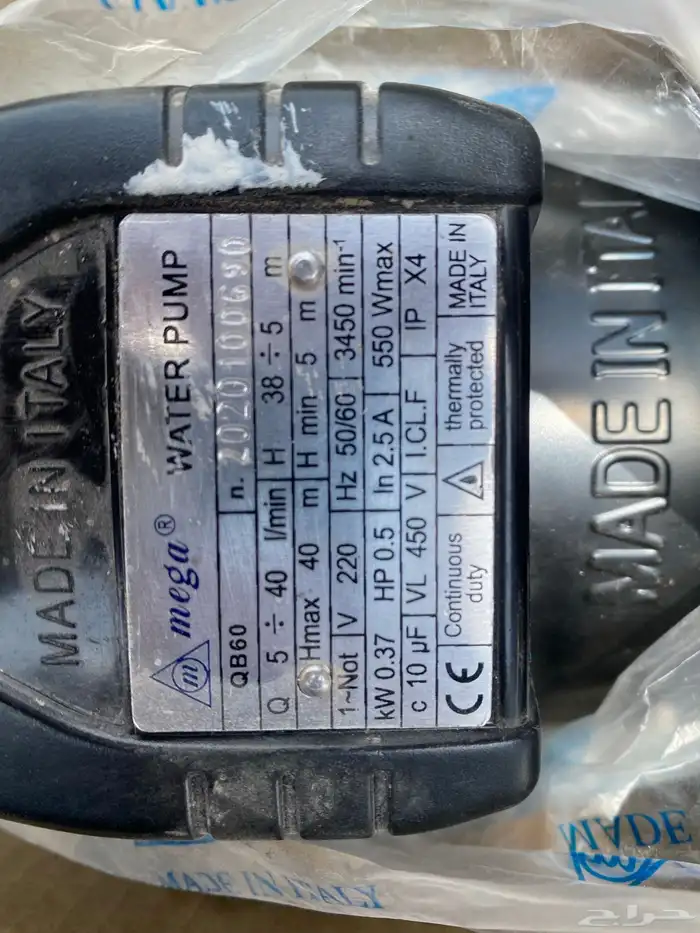 mega® WATER PUMP
QB60 n. 2020100690
Q 5 ÷ 40 l/min H 38 ÷ 5 m
Hmax 40 m H min 5 m
1~Not V 220 Hz 50/60 3450 min⁻¹
kW 0.37 HP 0.5 In 2.5 A 550 Wmax
c 10 µF VL 450 V I.CL.F IP X4
CE Continuous duty thermally protected MADE IN ITALY
MADE IN ITALY
MADE IN ITAL
MADE
MADE IN ITALY
حراج